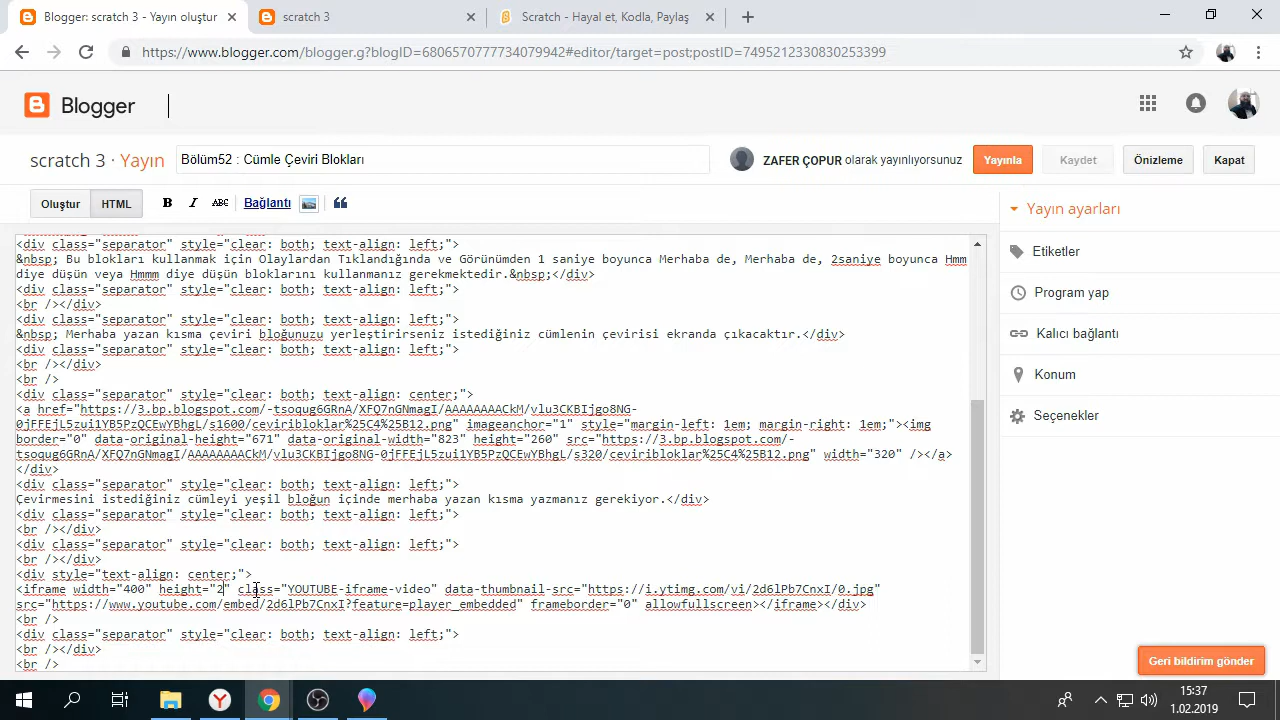 Blogger: scratch 3 - Yayın oluştur
scratch 3
Scratch - Hayal et, Kodla, Paylaş
https://www.blogger.com/blogger.g?blogID=6806570777734079942#editor/target=post;postID=7495212330830253399
Blogger
scratch 3 · Yayın
Bölüm52 : Cümle Çeviri Blokları
ZAFER ÇOPUR olarak yayınlıyorsunuz
Yayınla
Kaydet
Önizleme
Kapat
Oluştur
HTML
B
I
ABC
Bağlantı
Yayın ayarları
Etiketler
Program yap
Kalıcı bağlantı
Konum
Seçenekler
<div class="separator" style="clear: both; text-align: left;">
&nbsp; Bu blokları kullanmak için Olaylardan Tıklandığında ve Görünümden 1 saniye boyunca Merhaba de, Merhaba de, 2saniye boyunca Hmm
diye düşün veya Hmmm diye düşün bloklarını kullanmanız gerekmektedir.&nbsp;</div>
<div class="separator" style="clear: both; text-align: left;">
<br /></div>
<div class="separator" style="clear: both; text-align: left;">
&nbsp; Merhaba yazan kısma çeviri bloğunuzu yerleştirirseniz istediğiniz cümlenin çevirisi ekranda çıkacaktır.</div>
<div class="separator" style="clear: both; text-align: left;">
<br /></div>
<br />
<div class="separator" style="clear: both; text-align: center;">
<a href="https://3.bp.blogspot.com/-tsoqug6GRnA/XFQ7nGNmagI/AAAAAAAACkM/vlu3CKBIjgo8NG-
0jFFEjL5zui1YB5PzQCEwYBhgL/s1600/ceviribloklar%25C4%25B12.png" imageanchor="1" style="margin-left: 1em; margin-right: 1em;"><img
border="0" data-original-height="671" data-original-width="823" height="260" src="https://3.bp.blogspot.com/-
tsoqug6GRnA/XFQ7nGNmagI/AAAAAAAACkM/vlu3CKBIjgo8NG-0jFFEjL5zui1YB5PzQCEwYBhgL/s320/ceviribloklar%25C4%25B12.png" width="320" /></a>
</div>
<div class="separator" style="clear: both; text-align: left;">
Çevirmesini istediğiniz cümleyi yeşil bloğun içinde merhaba yazan kısma yazmanız gerekiyor.</div>
<div class="separator" style="clear: both; text-align: left;">
<br /></div>
<div class="separator" style="clear: both; text-align: left;">
<br /></div>
<div style="text-align: center;">
<iframe width="400" height="2" class="YOUTUBE-iframe-video" data-thumbnail-src="https://i.ytimg.com/vi/2d6lPb7CnxI/0.jpg"
src="https://www.youtube.com/embed/2d6lPb7CnxI?feature=player_embedded" frameborder="0" allowfullscreen></iframe></div>
<br />
<div class="separator" style="clear: both; text-align: left;">
<br /></div>
<br />
Geri bildirim gönder
15:37
1.02.2019